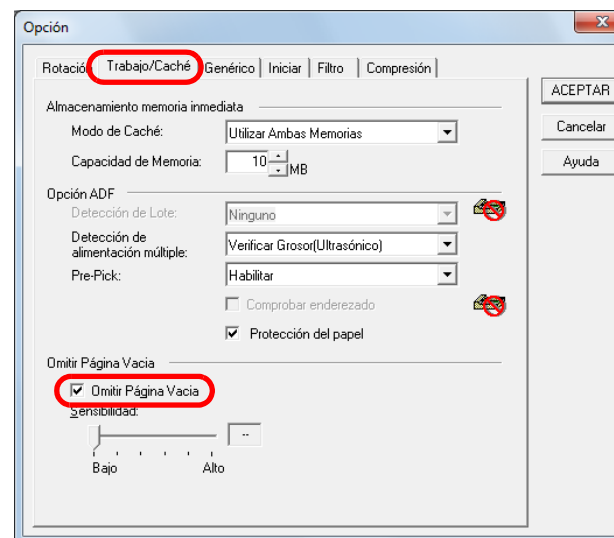 Opción
Rotación Trabajo/Caché Genérico Iniciar Filtro Compresión
ACEPTAR
Cancelar
Ayuda
Almacenamiento memoria inmediata
Modo de Caché: Utilizar Ambas Memorias
Capacidad de Memoria: 10 MB
Opción ADF
Detección de Lote: Ninguno
Detección de
alimentación múltiple: Verificar Grosor(Ultrasónico)
Pre-Pick: Habilitar
Comprobar enderezado
Protección del papel
Omitir Página Vacia
Omitir Página Vacia
Sensibilidad:
--
Bajo Alto